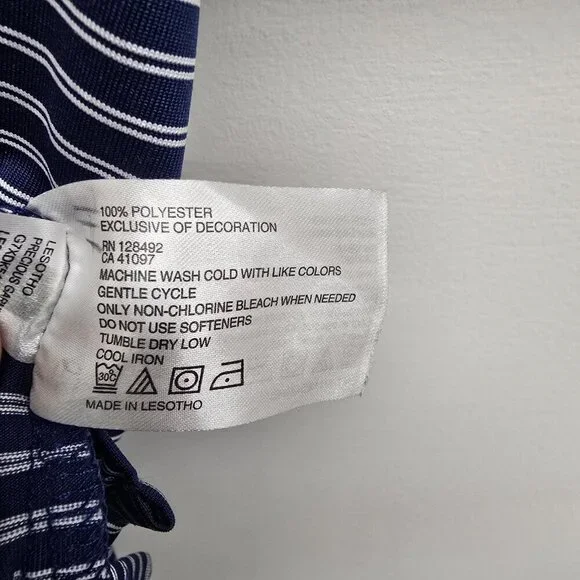 100% POLYESTER
EXCLUSIVE OF DECORATION
RN 128492
CA 41097
MACHINE WASH COLD WITH LIKE COLORS
GENTLE CYCLE
ONLY NON-CHLORINE BLEACH WHEN NEEDED
DO NOT USE SOFTENERS
TUMBLE DRY LOW
COOL IRON
30C
MADE IN LESOTHO
LESOTHO
PRECIOUS